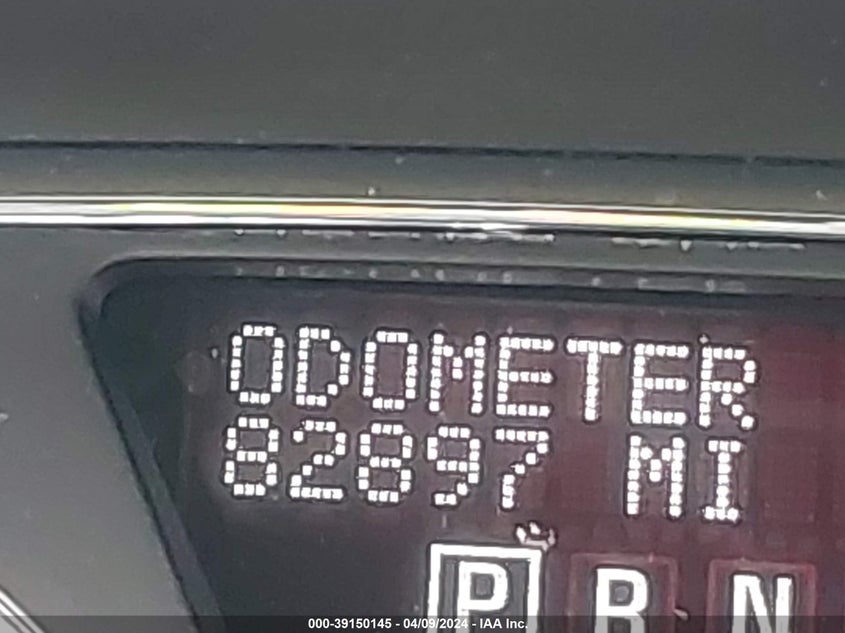 ODOMETER
82897 MI
P R N
000-39150145 - 04/09/2024 - IAA Inc.